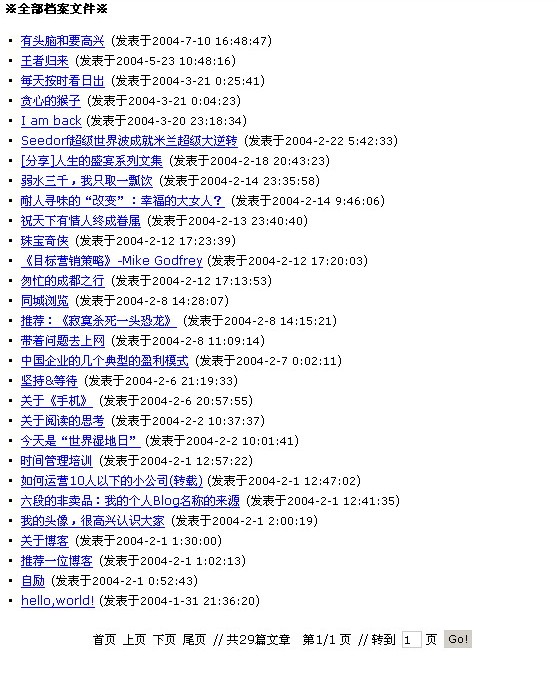 ※全部档案文件※
有头脑和要高兴 (发表于2004-7-10 16:48:47)
王者归来 (发表于2004-5-23 10:48:16)
每天按时看日出 (发表于2004-3-21 0:25:41)
贪心的猴子 (发表于2004-3-21 0:04:23)
I am back (发表于2004-3-20 23:18:34)
Seedorf超级世界波成就米兰超级大逆转 (发表于2004-2-22 5:42:33)
[分享]人生的盛宴系列文集 (发表于2004-2-18 20:43:23)
弱水三千，我只取一瓢饮 (发表于2004-2-14 23:35:58)
耐人寻味的“改变”：幸福的大女人？ (发表于2004-2-14 9:46:06)
祝天下有情人终成眷属 (发表于2004-2-13 23:40:40)
珠宝奇侠 (发表于2004-2-12 17:23:39)
《目标营销策略》-Mike Godfrey (发表于2004-2-12 17:20:03)
匆忙的成都之行 (发表于2004-2-12 17:13:53)
同城浏览 (发表于2004-2-8 14:28:07)
推荐：《寂寞杀死一头恐龙》 (发表于2004-2-8 14:15:21)
带着问题去上网 (发表于2004-2-8 11:09:14)
中国企业的几个典型的盈利模式 (发表于2004-2-7 0:02:11)
坚持&等待 (发表于2004-2-6 21:19:33)
关于《手机》 (发表于2004-2-6 20:57:55)
关于阅读的思考 (发表于2004-2-2 10:37:37)
今天是“世界湿地日” (发表于2004-2-2 10:01:41)
时间管理培训 (发表于2004-2-1 12:57:22)
如何运营10人以下的小公司(转载) (发表于2004-2-1 12:47:02)
六段的非卖品：我的个人Blog名称的来源 (发表于2004-2-1 12:41:35)
我的头像，很高兴认识大家 (发表于2004-2-1 2:00:19)
关于博客 (发表于2004-2-1 1:30:00)
推荐一位博客 (发表于2004-2-1 1:02:13)
自励 (发表于2004-2-1 0:52:43)
hello,world! (发表于2004-1-31 21:36:20)
首页 上页 下页 尾页 // 共29篇文章 第1/1 页 // 转到 1 页 Go!